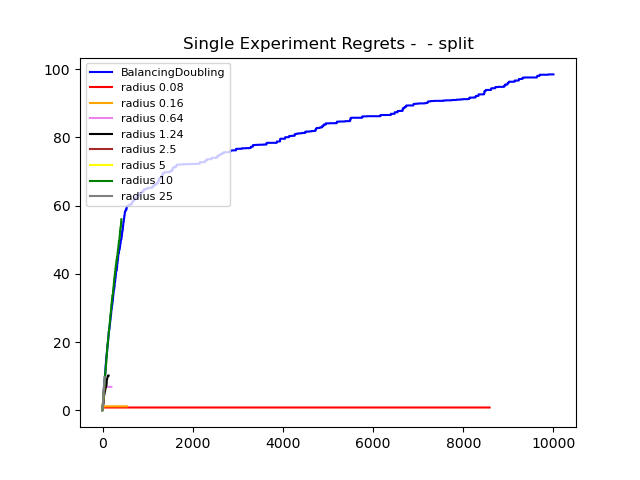 Single Experiment Regrets -  - split
100
80
60
40
20
0
BalancingDoubling
radius 0.08
radius 0.16
radius 0.64
radius 1.24
radius 2.5
radius 5
radius 10
radius 25
0 2000 4000 6000 8000 10000